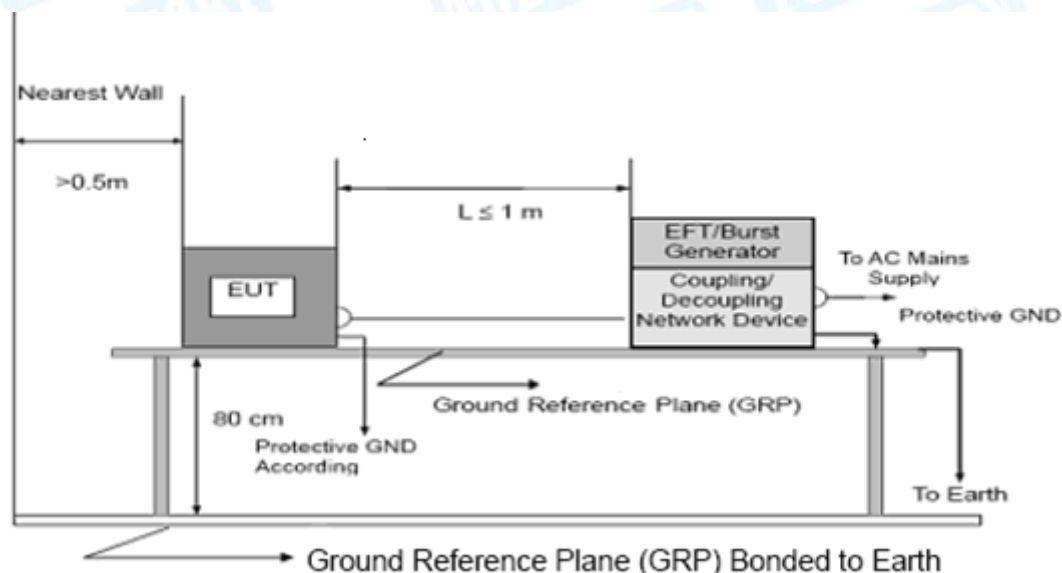 Nearest Wall
>0.5m
L ≤ 1 m
EUT
EFT/Burst
Generator
Coupling/
Decoupling
Network Device
To AC Mains
Supply
Protective GND
Ground Reference Plane (GRP)
80 cm
Protective GND
According
To Earth
Ground Reference Plane (GRP) Bonded to Earth